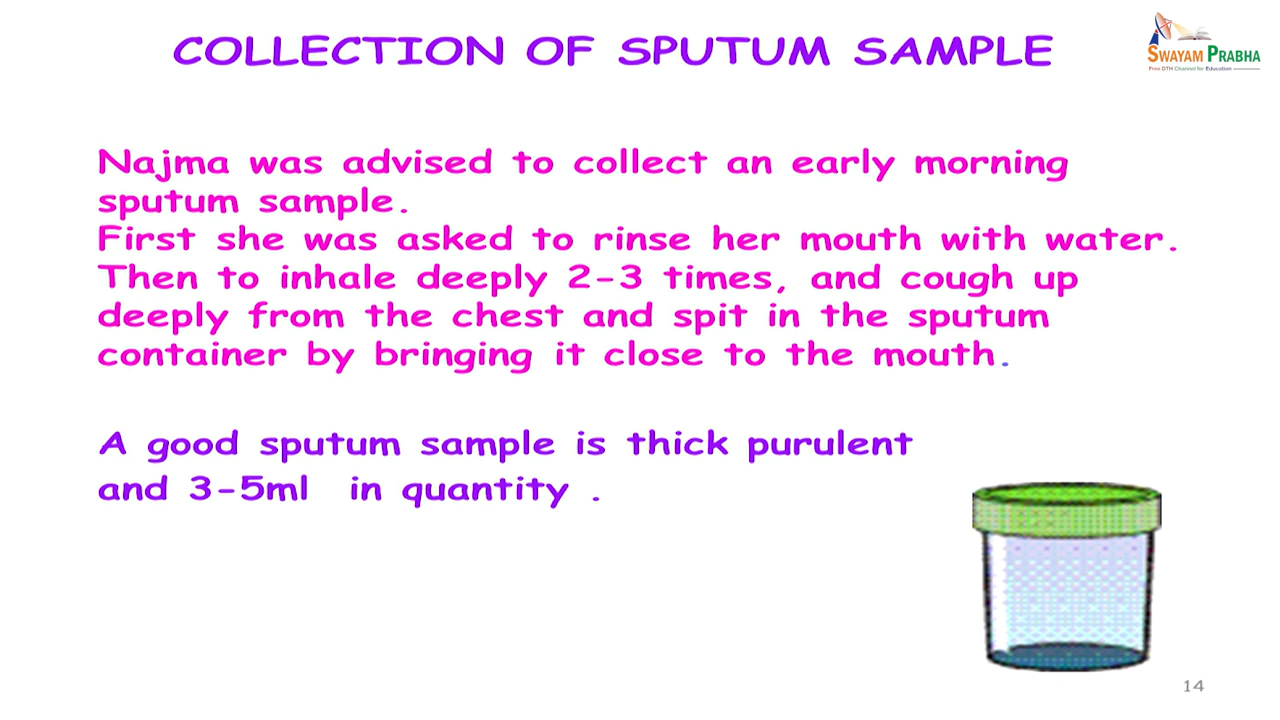 COLLECTION OF SPUTUM SAMPLE
SWAYAM PRABHA
Free DTH Channel for Education
Najma was advised to collect an early morning
sputum sample.
First she was asked to rinse her mouth with water.
Then to inhale deeply 2-3 times, and cough up
deeply from the chest and spit in the sputum
container by bringing it close to the mouth.
A good sputum sample is thick purulent
and 3-5ml in quantity .
14